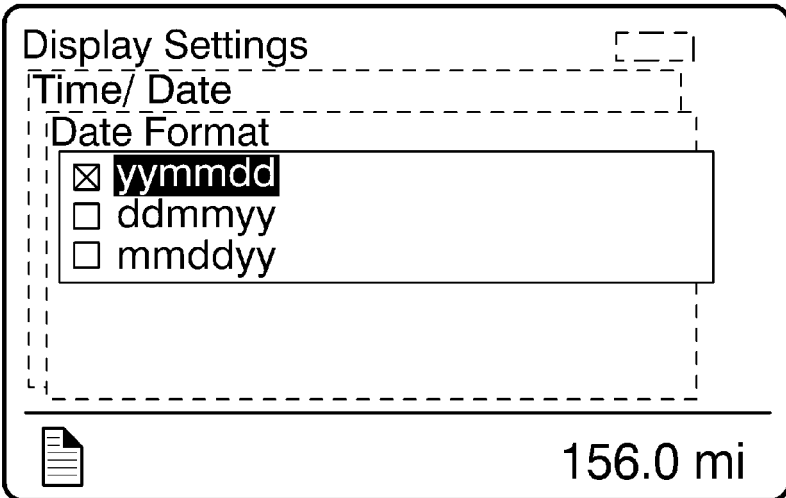 Display Settings
Time/ Date
Date Format
yymmdd
ddmmyy
mmddyy
156.0 mi